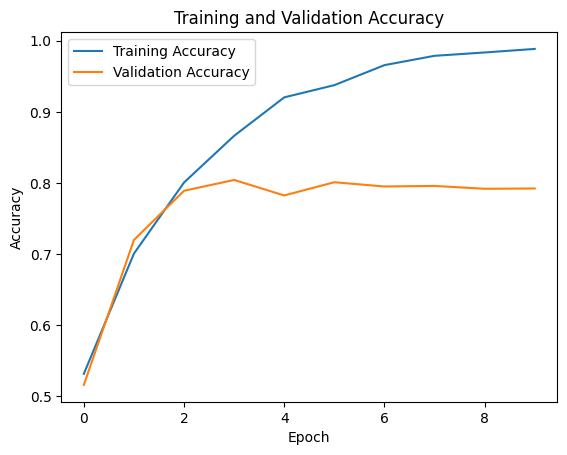 Training and Validation Accuracy
Training Accuracy
Validation Accuracy
1.0
0.9
0.8
0.7
0.6
0.5
Accuracy
0 2 4 6 8
Epoch